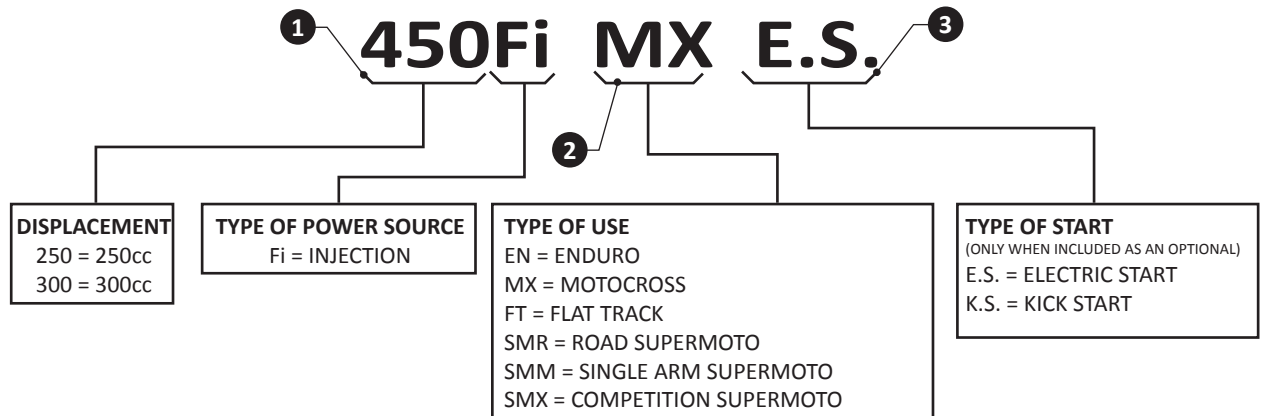 1
3
450Fi MX E.S.
2
DISPLACEMENT
250 = 250cc
300 = 300cc
TYPE OF POWER SOURCE
Fi = INJECTION
TYPE OF USE
EN = ENDURO
MX = MOTOCROSS
FT = FLAT TRACK
SMR = ROAD SUPERMOTO
SMM = SINGLE ARM SUPERMOTO
SMX = COMPETITION SUPERMOTO
TYPE OF START
(ONLY WHEN INCLUDED AS AN OPTIONAL)
E.S. = ELECTRIC START
K.S. = KICK START